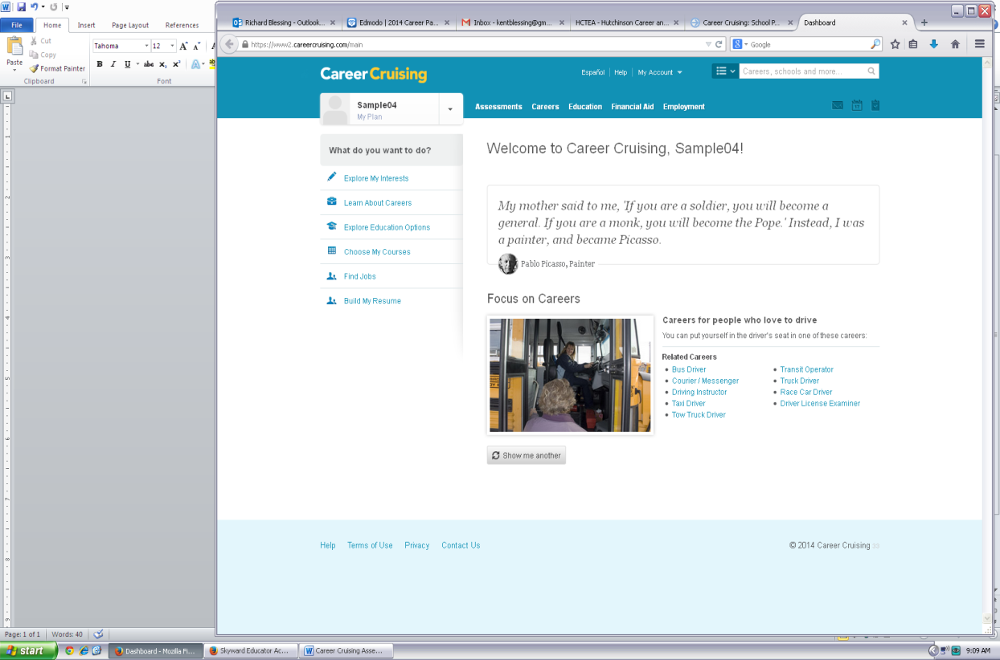 File Home Insert Page Layout References
Cut
Copy
Format Painter
Paste
Clipboard
Tahoma 12
B I U abc x₂ x²
Font
Richard Blessing - Outlook... Edmodo | 2014 Career Pa... Inbox - kentblessing@gm... HCTEA - Hutchinson Career an... Career Cruising: School P... Dashboard
https://www2.careercruising.com/main
Google
Career Cruising
Español Help My Account
Careers, schools and more...
Sample04
My Plan
Assessments Careers Education Financial Aid Employment
What do you want to do?
Explore My Interests
Learn About Careers
Explore Education Options
Choose My Courses
Find Jobs
Build My Resume
Welcome to Career Cruising, Sample04!
My mother said to me, 'If you are a soldier, you will become a
general. If you are a monk, you will become the Pope.' Instead, I was
a painter, and became Picasso.
Pablo Picasso, Painter
Focus on Careers
Careers for people who love to drive
You can put yourself in the driver's seat in one of these careers:
Related Careers
Bus Driver
Courier / Messenger
Driving Instructor
Taxi Driver
Tow Truck Driver
Transit Operator
Truck Driver
Race Car Driver
Driver License Examiner
Show me another
Help Terms of Use Privacy Contact Us
© 2014 Career Cruising
Page: 1 of 1 Words: 40
start Dashboard - Mozilla Fi... Skyward Educator Ac... Career Cruising Asse... 9:09 AM